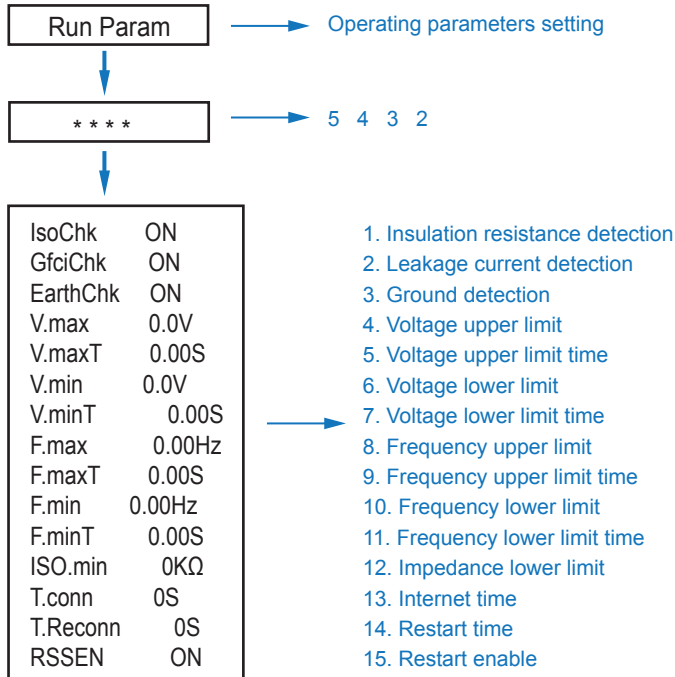 Run Param
Operating parameters setting
* * * *
5 4 3 2
IsoChk ON
GfciChk ON
EarthChk ON
V.max 0.0V
V.maxT 0.00S
V.min 0.0V
V.minT 0.00S
F.max 0.00Hz
F.maxT 0.00S
F.min 0.00Hz
F.minT 0.00S
ISO.min 0KΩ
T.conn 0S
T.Reconn 0S
RSSEN ON
1. Insulation resistance detection
2. Leakage current detection
3. Ground detection
4. Voltage upper limit
5. Voltage upper limit time
6. Voltage lower limit
7. Voltage lower limit time
8. Frequency upper limit
9. Frequency upper limit time
10. Frequency lower limit
11. Frequency lower limit time
12. Impedance lower limit
13. Internet time
14. Restart time
15. Restart enable